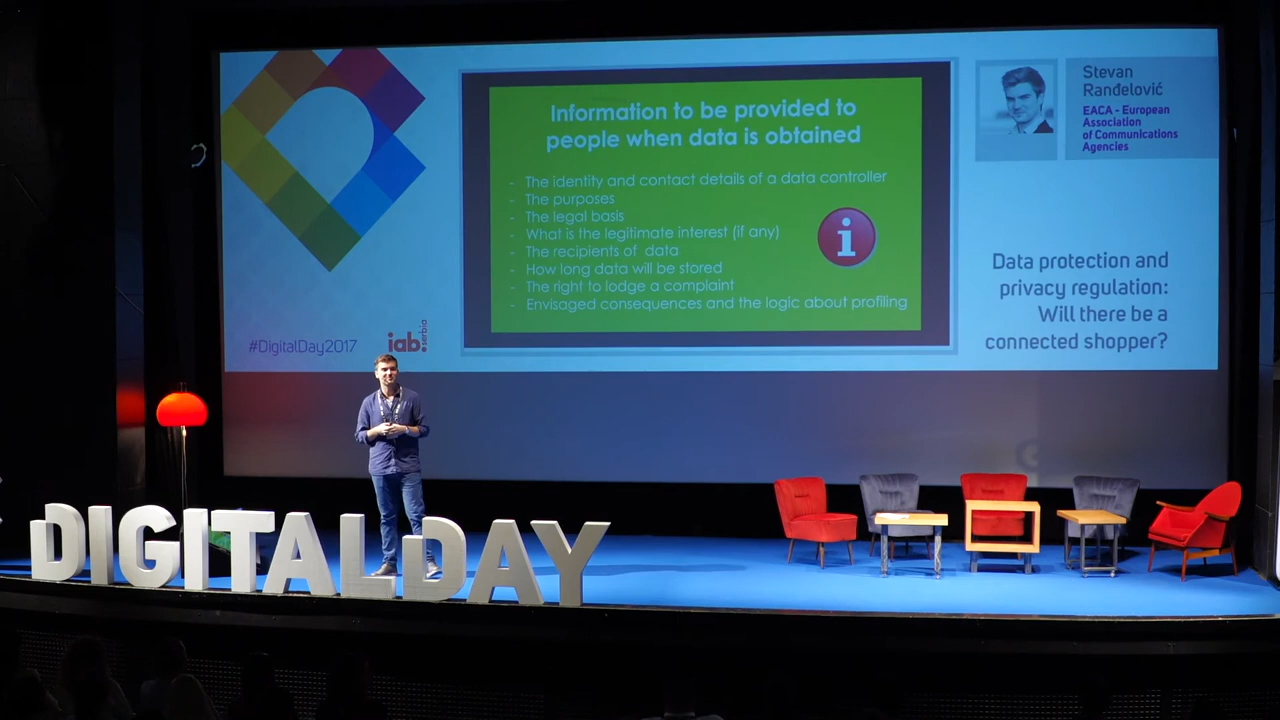 Information to be provided to
people when data is obtained
- The identity and contact details of a data controller
- The purposes
- The legal basis
- What is the legitimate interest (if any)
- The recipients of data
- How long data will be stored
- The right to lodge a complaint
- Envisaged consequences and the logic about profiling
i
Stevan
Ranđelović
EACA - European
Association
of Communications
Agencies
Data protection and
privacy regulation:
Will there be a
connected shopper?
#DigitalDay2017
iab:
serbia
DIGITALDAY